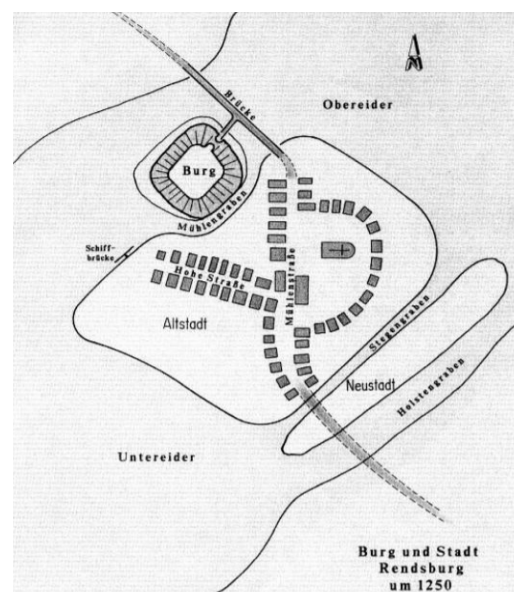 Obereider
Brücke
Burg
Mühlengraben
Schiff-
brücke
Hohe Straße
Mühlenstraße
Altstadt
Stegengraben
Neustadt
Holstengraben
Untereider
Burg und Stadt
Rendsburg
um 1250